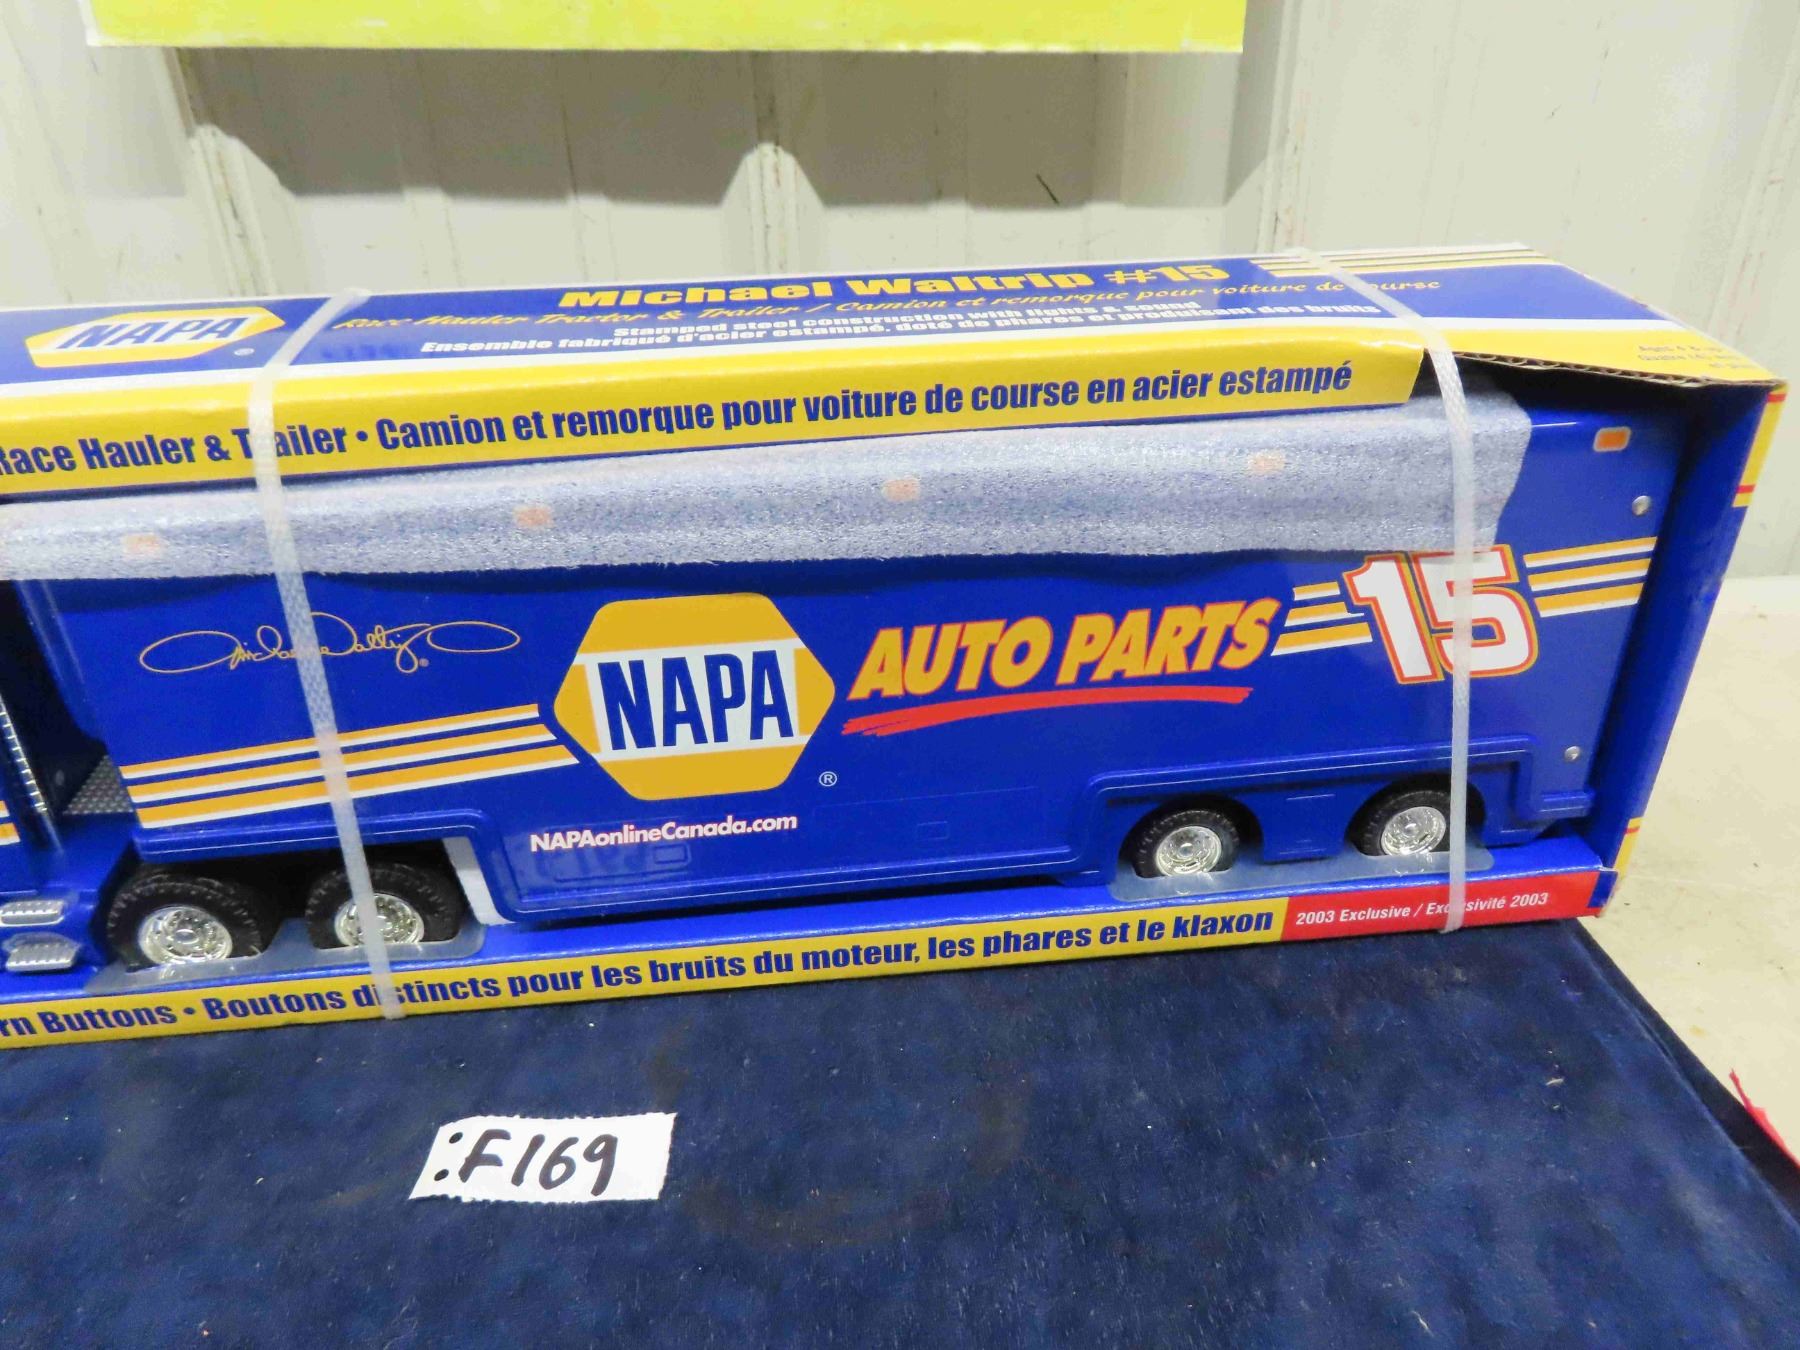 NAPA
®
Michael Waltrip #15
Race Hauler Tractor & Trailer / Camion et remorque pour voiture de course
Stamped steel construction with lights & sound
Ensemble fabriqué d'acier estampé, doté de phares et produisant des bruits
Race Hauler & Trailer • Camion et remorque pour voiture de course en acier estampé
Michael Waltrip®
NAPA
®
AUTO PARTS
15
NAPAonlineCanada.com
rn Buttons • Boutons distincts pour les bruits du moteur, les phares et le klaxon
2003 Exclusive / Exclusivité 2003
:F169